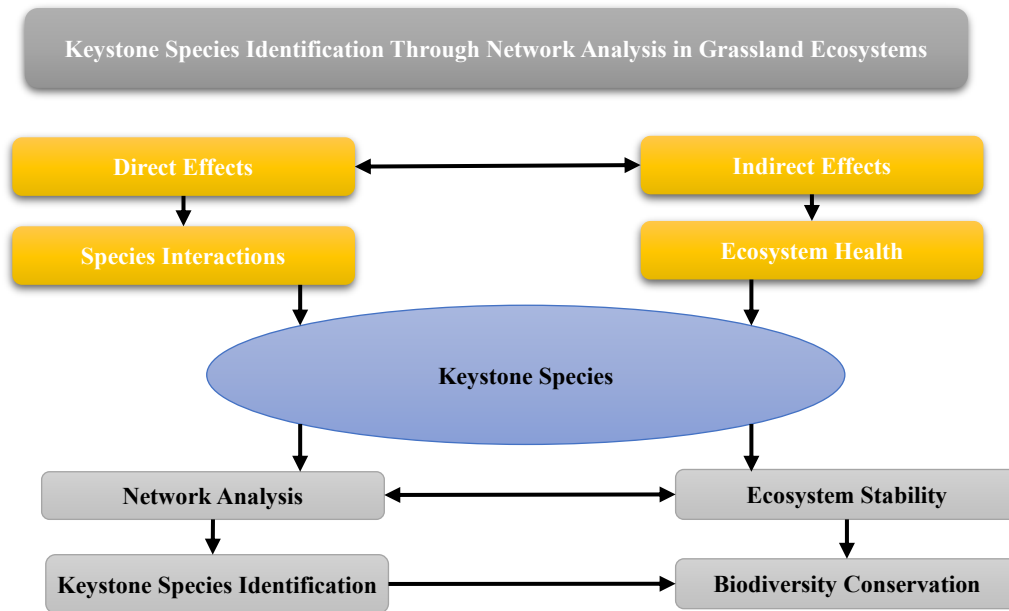 Keystone Species Identification Through Network Analysis in Grassland Ecosystems
Direct Effects
Indirect Effects
Species Interactions
Ecosystem Health
Keystone Species
Network Analysis
Ecosystem Stability
Keystone Species Identification
Biodiversity Conservation